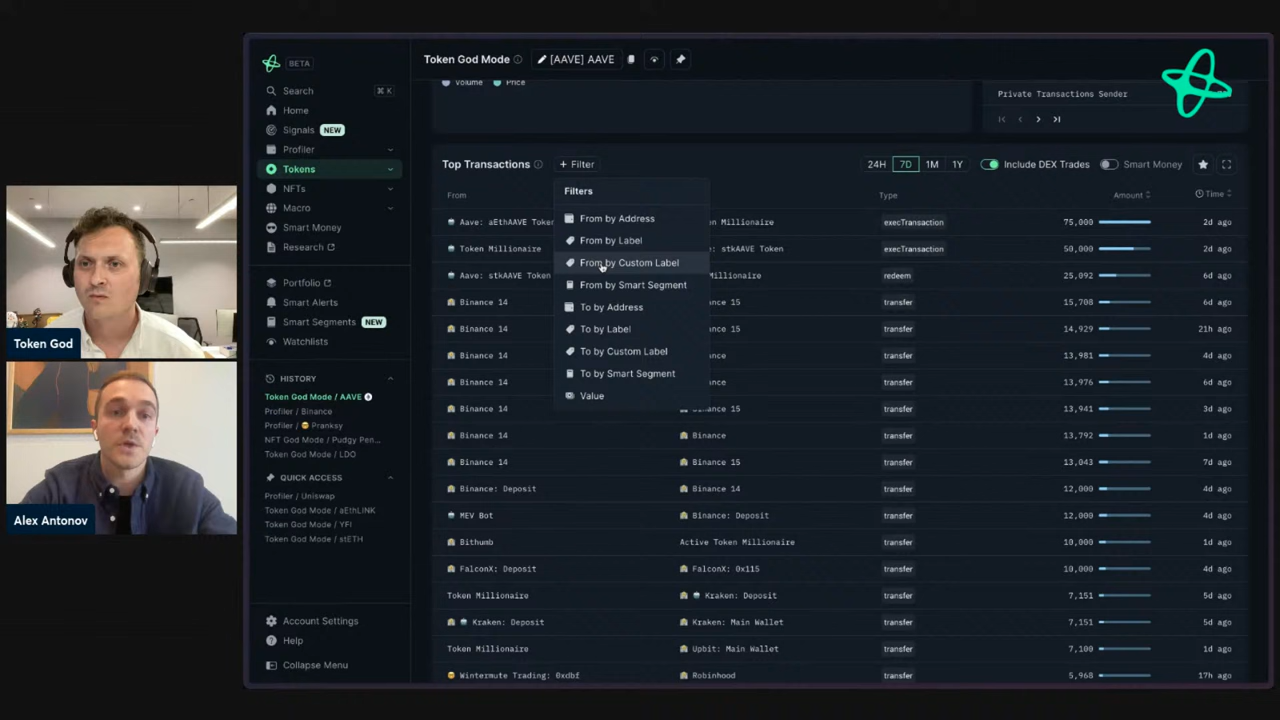 Token God
Alex Antonov
BETA
Search
⌘ K
Home
Signals NEW
Profiler
Tokens
NFTs
Macro
Smart Money
Research
Portfolio
Smart Alerts
Smart Segments NEW
Watchlists
HISTORY
Token God Mode / AAVE
Profiler / Binance
Profiler / Pranksy
NFT God Mode / Pudgy Pen...
Token God Mode / LDO
QUICK ACCESS
Profiler / Uniswap
Token God Mode / aEthLINK
Token God Mode / YFI
Token God Mode / stETH
Account Settings
Help
Collapse Menu
Token God Mode
[AAVE] AAVE
Volume Price
Private Transactions Sender
Top Transactions
+ Filter
24H 7D 1M 1Y
Include DEX Trades
Smart Money
From Type Amount Time
Filters
From by Address
From by Label
From by Custom Label
From by Smart Segment
To by Address
To by Label
To by Custom Label
To by Smart Segment
Value
Aave: aEthAAVE Token en Millionaire execTransaction 75,000 2d ago
Token Millionaire : stkAAVE Token execTransaction 50,000 2d ago
Aave: stkAAVE Token Millionaire redeem 25,092 6d ago
Binance 14 15 transfer 15,708 6d ago
Binance 14 15 transfer 14,929 21h ago
Binance 14 15 transfer 13,981 4d ago
Binance 14 15 transfer 13,976 6d ago
Binance 14 15 transfer 13,941 3d ago
Binance 14 Binance transfer 13,792 1d ago
Binance 14 Binance 15 transfer 13,043 7d ago
Binance: Deposit Binance 14 transfer 12,000 4d ago
MEV Bot Binance: Deposit transfer 12,000 4d ago
Bithumb Active Token Millionaire transfer 10,000 1d ago
FalconX: Deposit FalconX: 0x115 transfer 10,000 4d ago
Token Millionaire Kraken: Deposit transfer 7,151 5d ago
Kraken: Deposit Kraken: Main Wallet transfer 7,151 5d ago
Token Millionaire Upbit: Main Wallet transfer 7,100 1d ago
Wintermute Trading: 0xdbf Robinhood transfer 5,968 17h ago